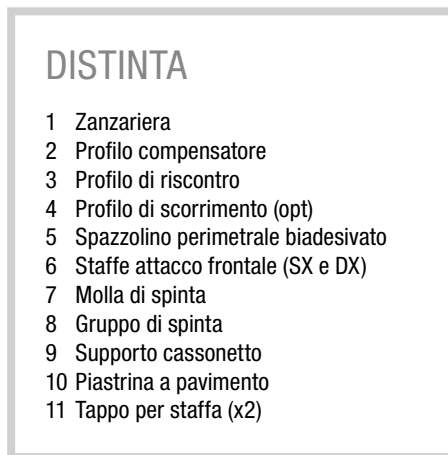 DISTINTA
1 Zanzariera
2 Profilo compensatore
3 Profilo di riscontro
4 Profilo di scorrimento (opt)
5 Spazzolino perimetrale biadesivato
6 Staffe attacco frontale (SX e DX)
7 Molla di spinta
8 Gruppo di spinta
9 Supporto cassonetto
10 Piastrina a pavimento
11 Tappo per staffa (x2)